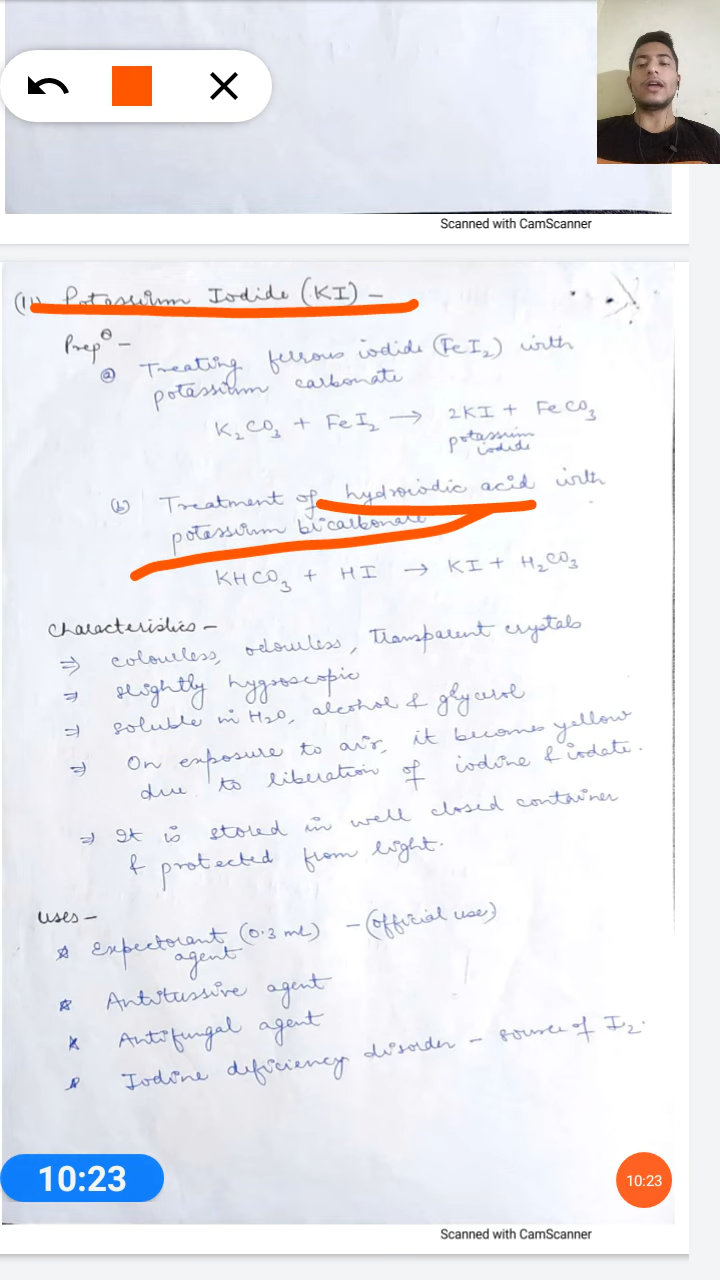 Scanned with CamScanner
(1) Potassium Iodide (KI) –
Prepⁿ –
ⓐ Treating ferrous iodide (FeI₂) with
potassium carbonate
K₂CO₃ + FeI₂ → 2KI + FeCO₃
potassium
iodide
(b) Treatment of hydroiodic acid with
potassium bicarbonate
KHCO₃ + HI → KI + H₂CO₃
Characteristics –
⇒ colourless, odourless, Transparent crystals
⇒ slightly hygroscopic
⇒ soluble in H₂O, alcohol & glycerol
⇒ On exposure to air, it becomes yellow
due to liberation of iodine & iodate.
⇒ It is stored in well closed container
& protected from light.
Uses –
☆ Expectorant (0.3 mL) – (official use)
agent
☆ Antitussive agent
☆ Antifungal agent
☆ Iodine deficiency disorder – source of I₂.
10:23
10:23
Scanned with CamScanner